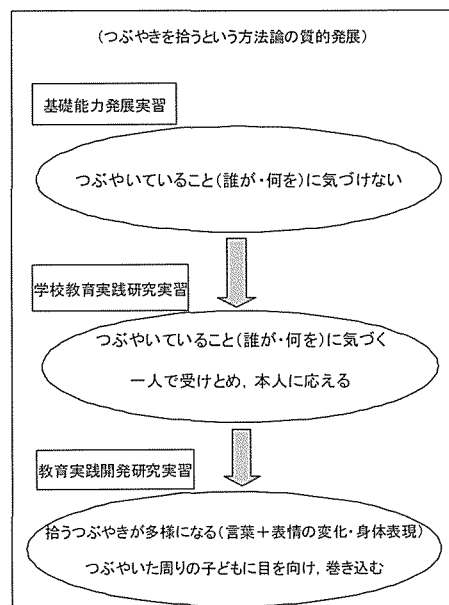 (つぶやきを拾うという方法論の質的発展)
基礎能力発展実習
つぶやいていること(誰が・何を)に気づけない
学校教育実践研究実習
つぶやいていること(誰が・何を)に気づく
一人で受けとめ,本人に応える
教育実践開発研究実習
拾うつぶやきが多様になる(言葉+表情の変化・身体表現)
つぶやいた周りの子どもに目を向け,巻き込む